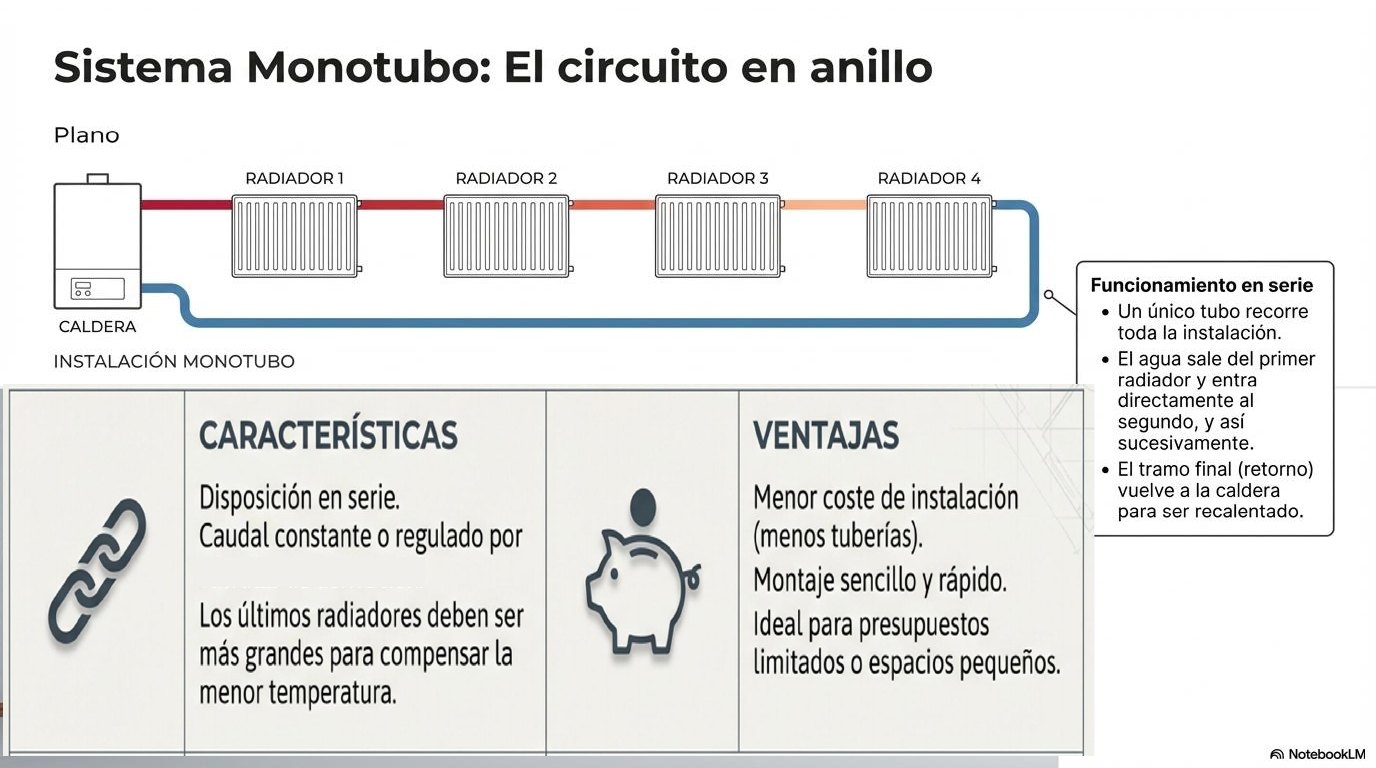 Sistema Monotubo: El circuito en anillo
Plano
RADIADOR 1
RADIADOR 2
RADIADOR 3
RADIADOR 4
CALDERA
INSTALACIÓN MONOTUBO
Funcionamiento en serie
• Un único tubo recorre
toda la instalación.
• El agua sale del primer
radiador y entra
directamente al
segundo, y así
sucesivamente.
• El tramo final (retorno)
vuelve a la caldera
para ser recalentado.
CARACTERÍSTICAS
Disposición en serie.
Caudal constante o regulado por
Los últimos radiadores deben ser
más grandes para compensar la
menor temperatura.
VENTAJAS
Menor coste de instalación
(menos tuberías).
Montaje sencillo y rápido.
Ideal para presupuestos
limitados o espacios pequeños.
NotebookLM